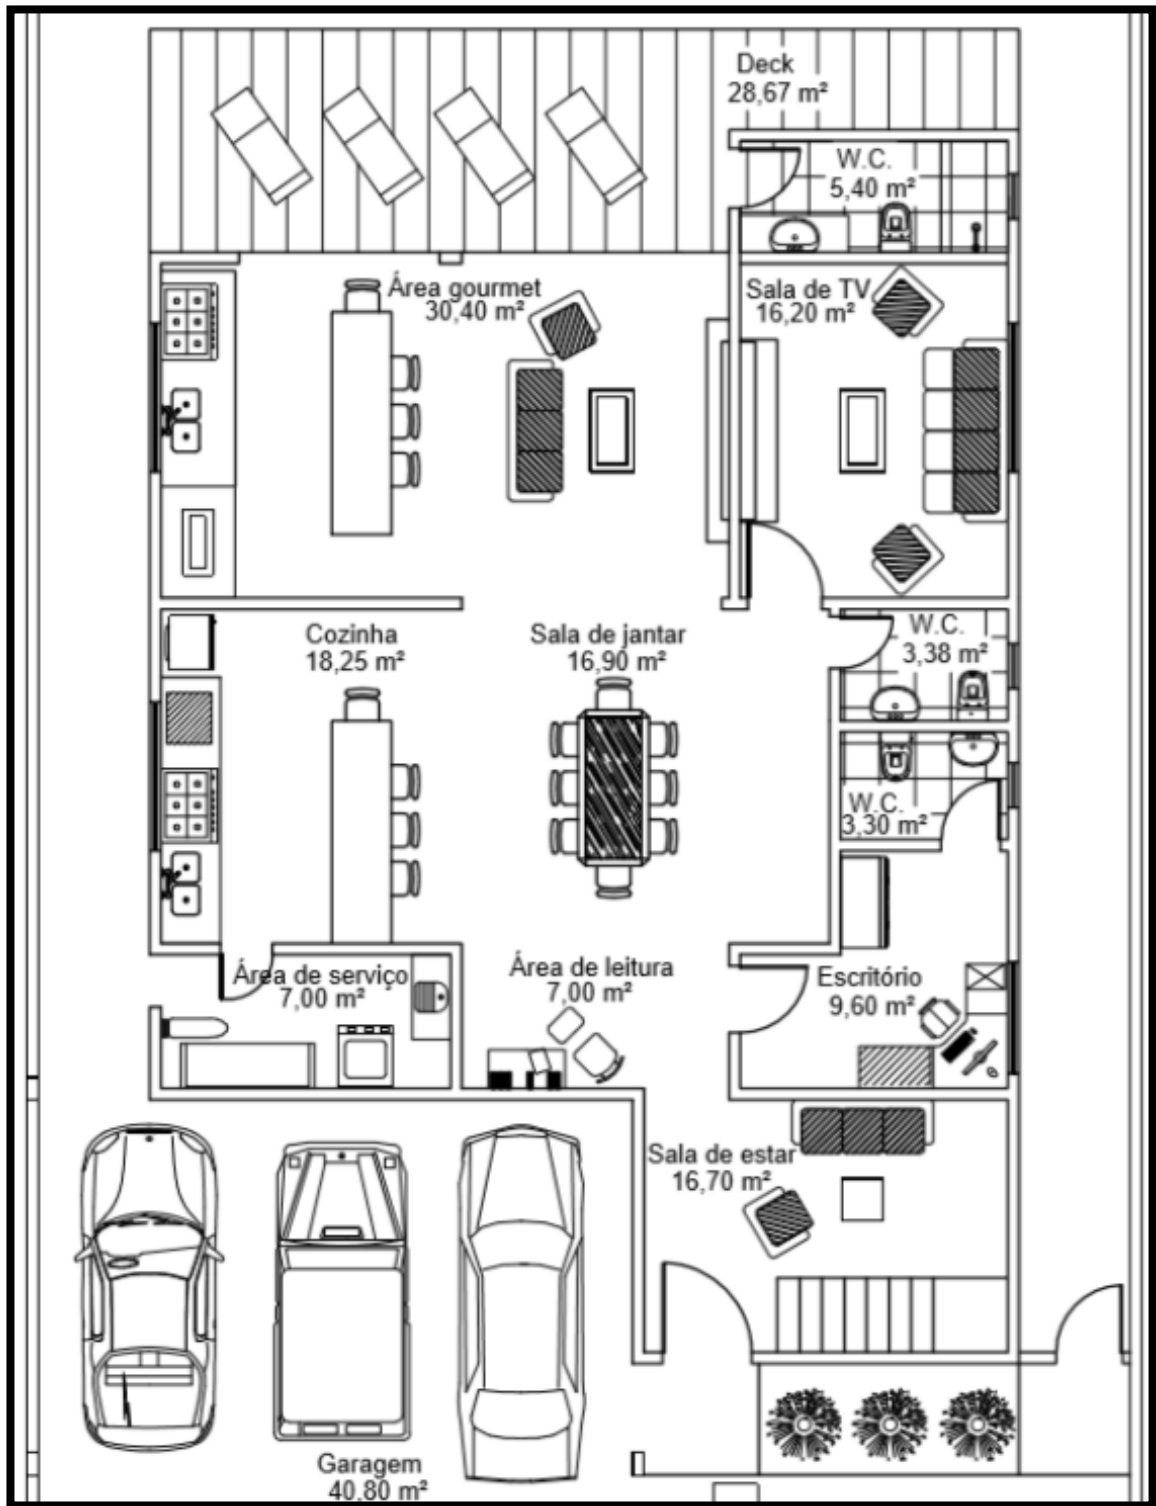 Deck
28,67 m²
W.C.
5,40 m²
Área gourmet
30,40 m²
Sala de TV
16,20 m²
Cozinha
18,25 m²
Sala de jantar
16,90 m²
W.C.
3,38 m²
W.C.
3,30 m²
Área de serviço
7,00 m²
Área de leitura
7,00 m²
Escritório
9,60 m²
Sala de estar
16,70 m²
Garagem
40,80 m²